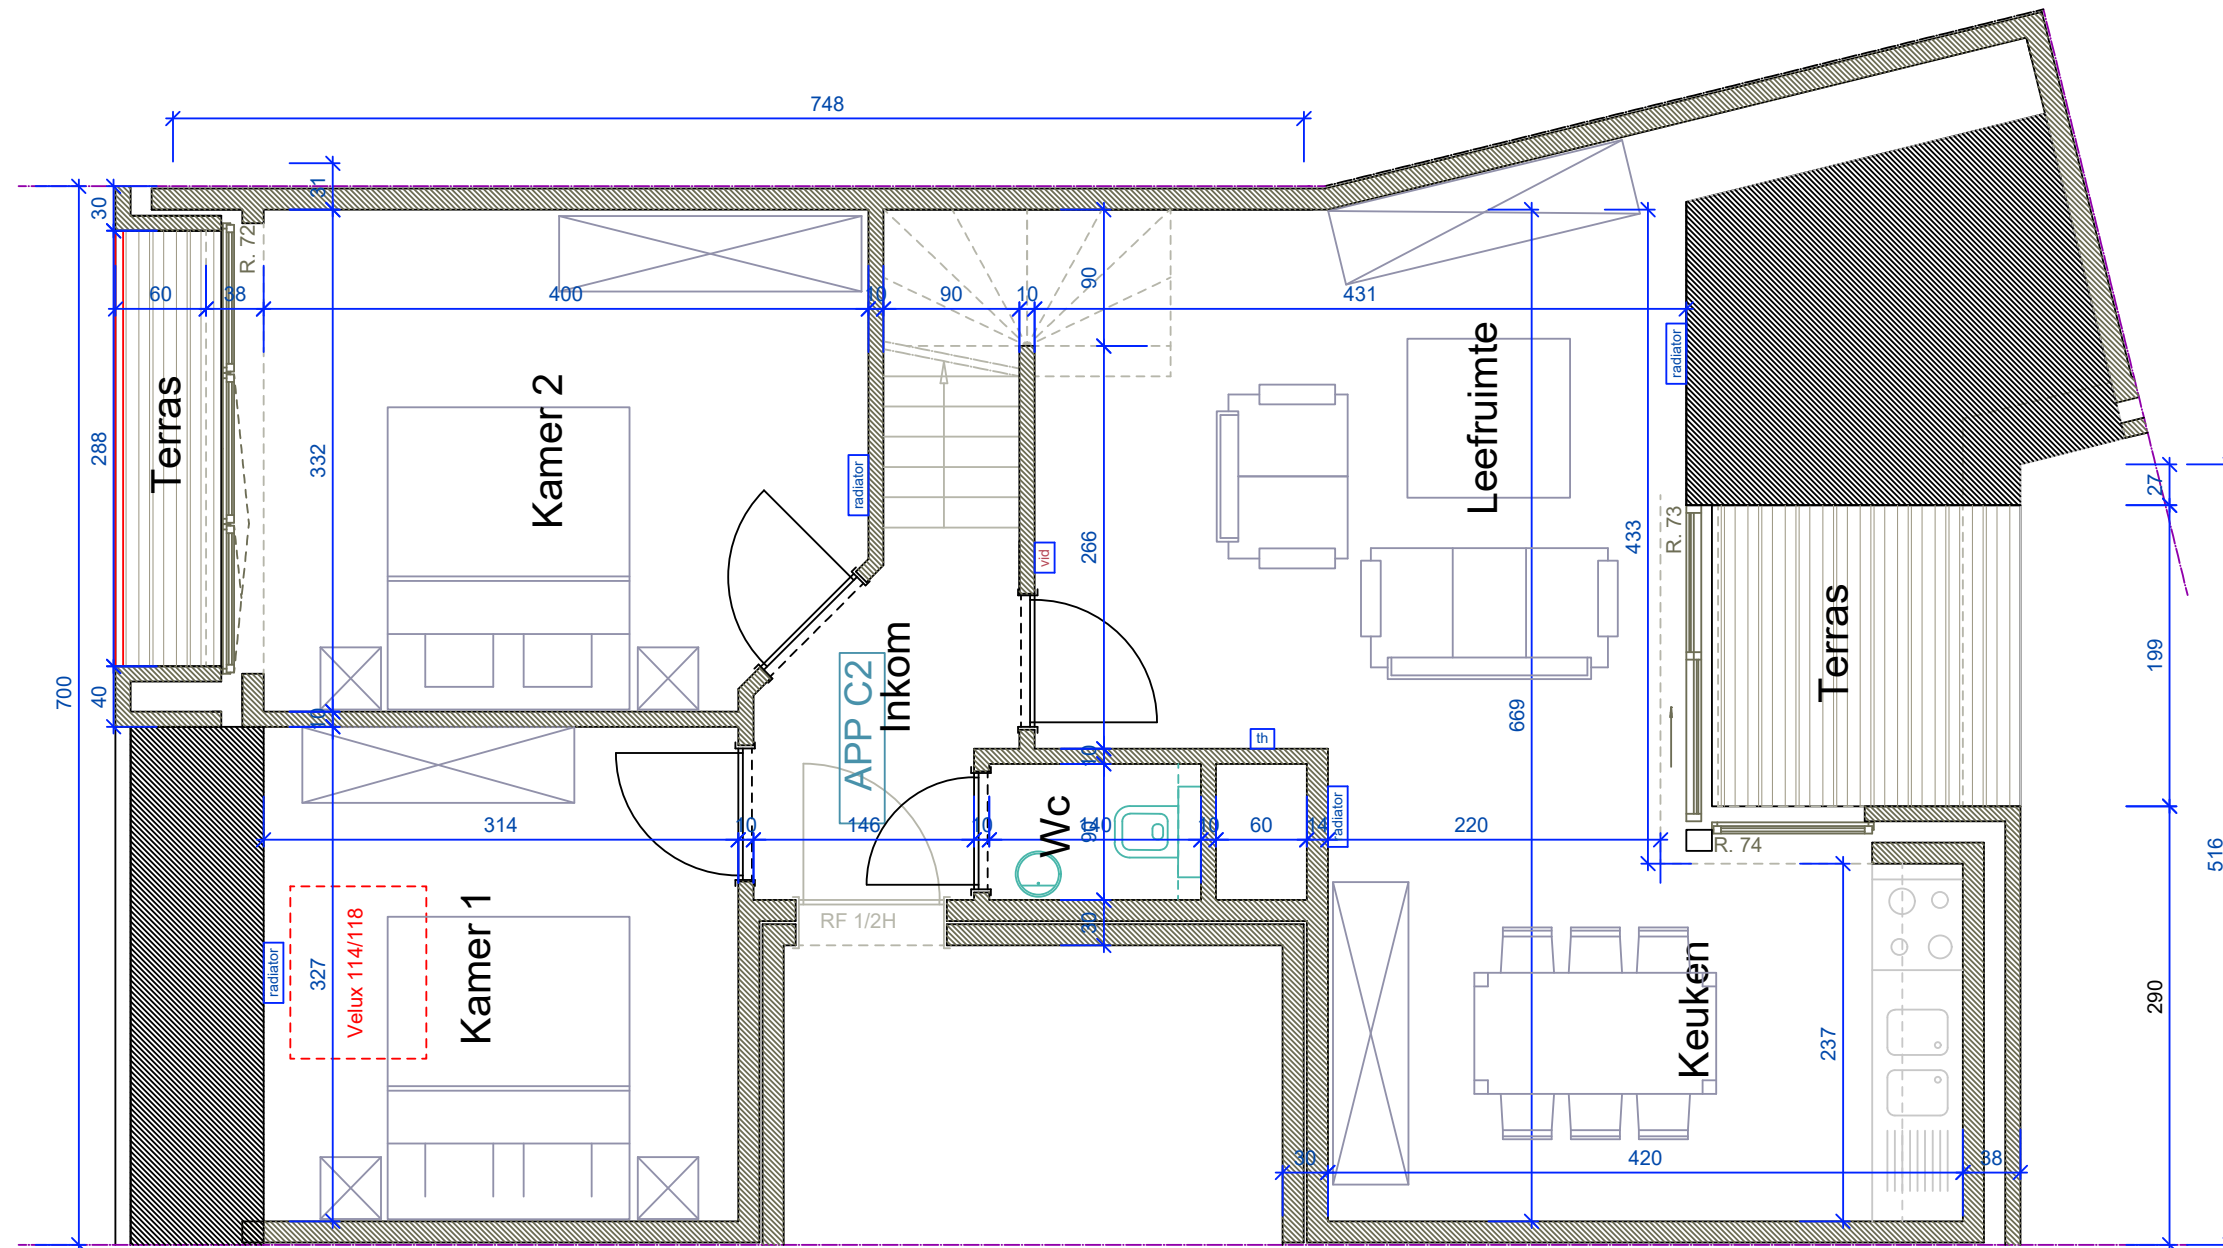 748
31
30
R. 72
60
38
400
10
90
10
431
90
radiator
Terras
Kamer 2
Leefruimte
288
332
radiator
266
vid
433
R. 73
27
Terras
199
700
40
10
Inkom
APP C2
669
th
10
314
10
146
10
Wc
140
90
10
60
14
radiator
220
R. 74
516
RF 1/2H
30
Kamer 1
Velux 114/118
radiator
327
Keuken
237
290
30
420
38